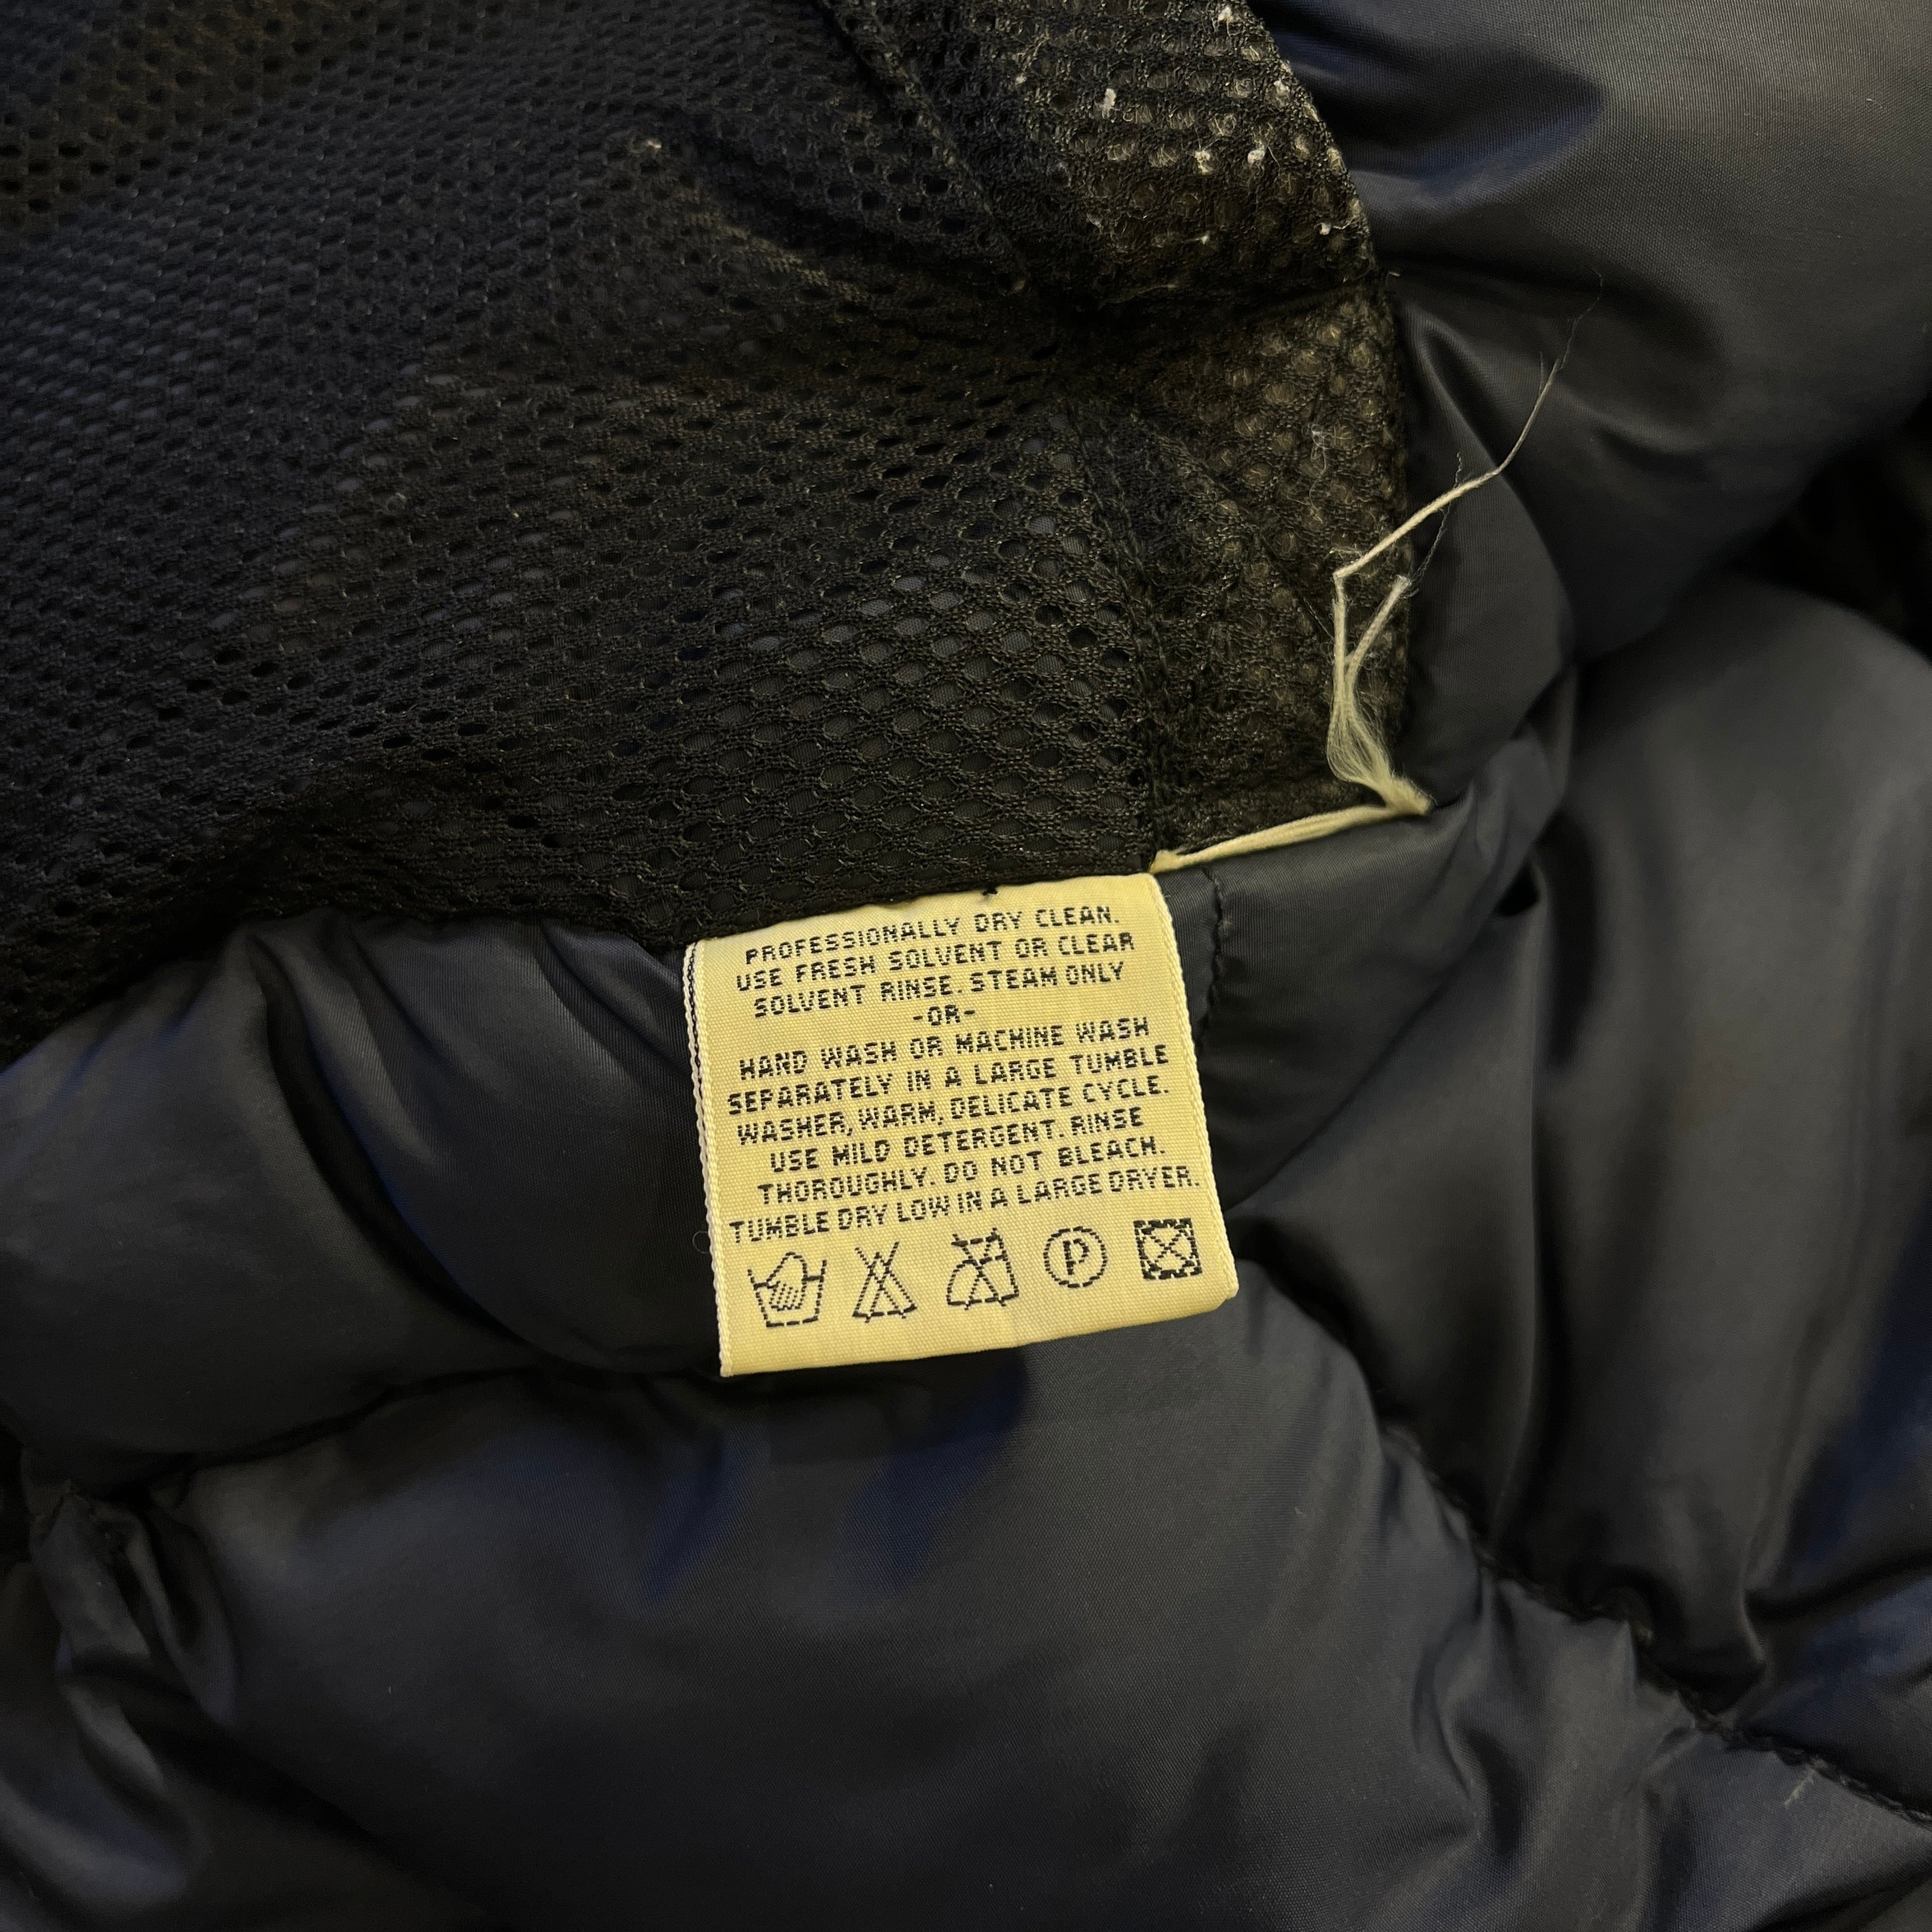 PROFESSIONALLY DRY CLEAN.
USE FRESH SOLVENT OR CLEAR
SOLVENT RINSE. STEAM ONLY
-OR-
HAND WASH OR MACHINE WASH
SEPARATELY IN A LARGE TUMBLE
WASHER, WARM, DELICATE CYCLE.
USE MILD DETERGENT. RINSE
THOROUGHLY. DO NOT BLEACH.
TUMBLE DRY LOW IN A LARGE DRYER.
P